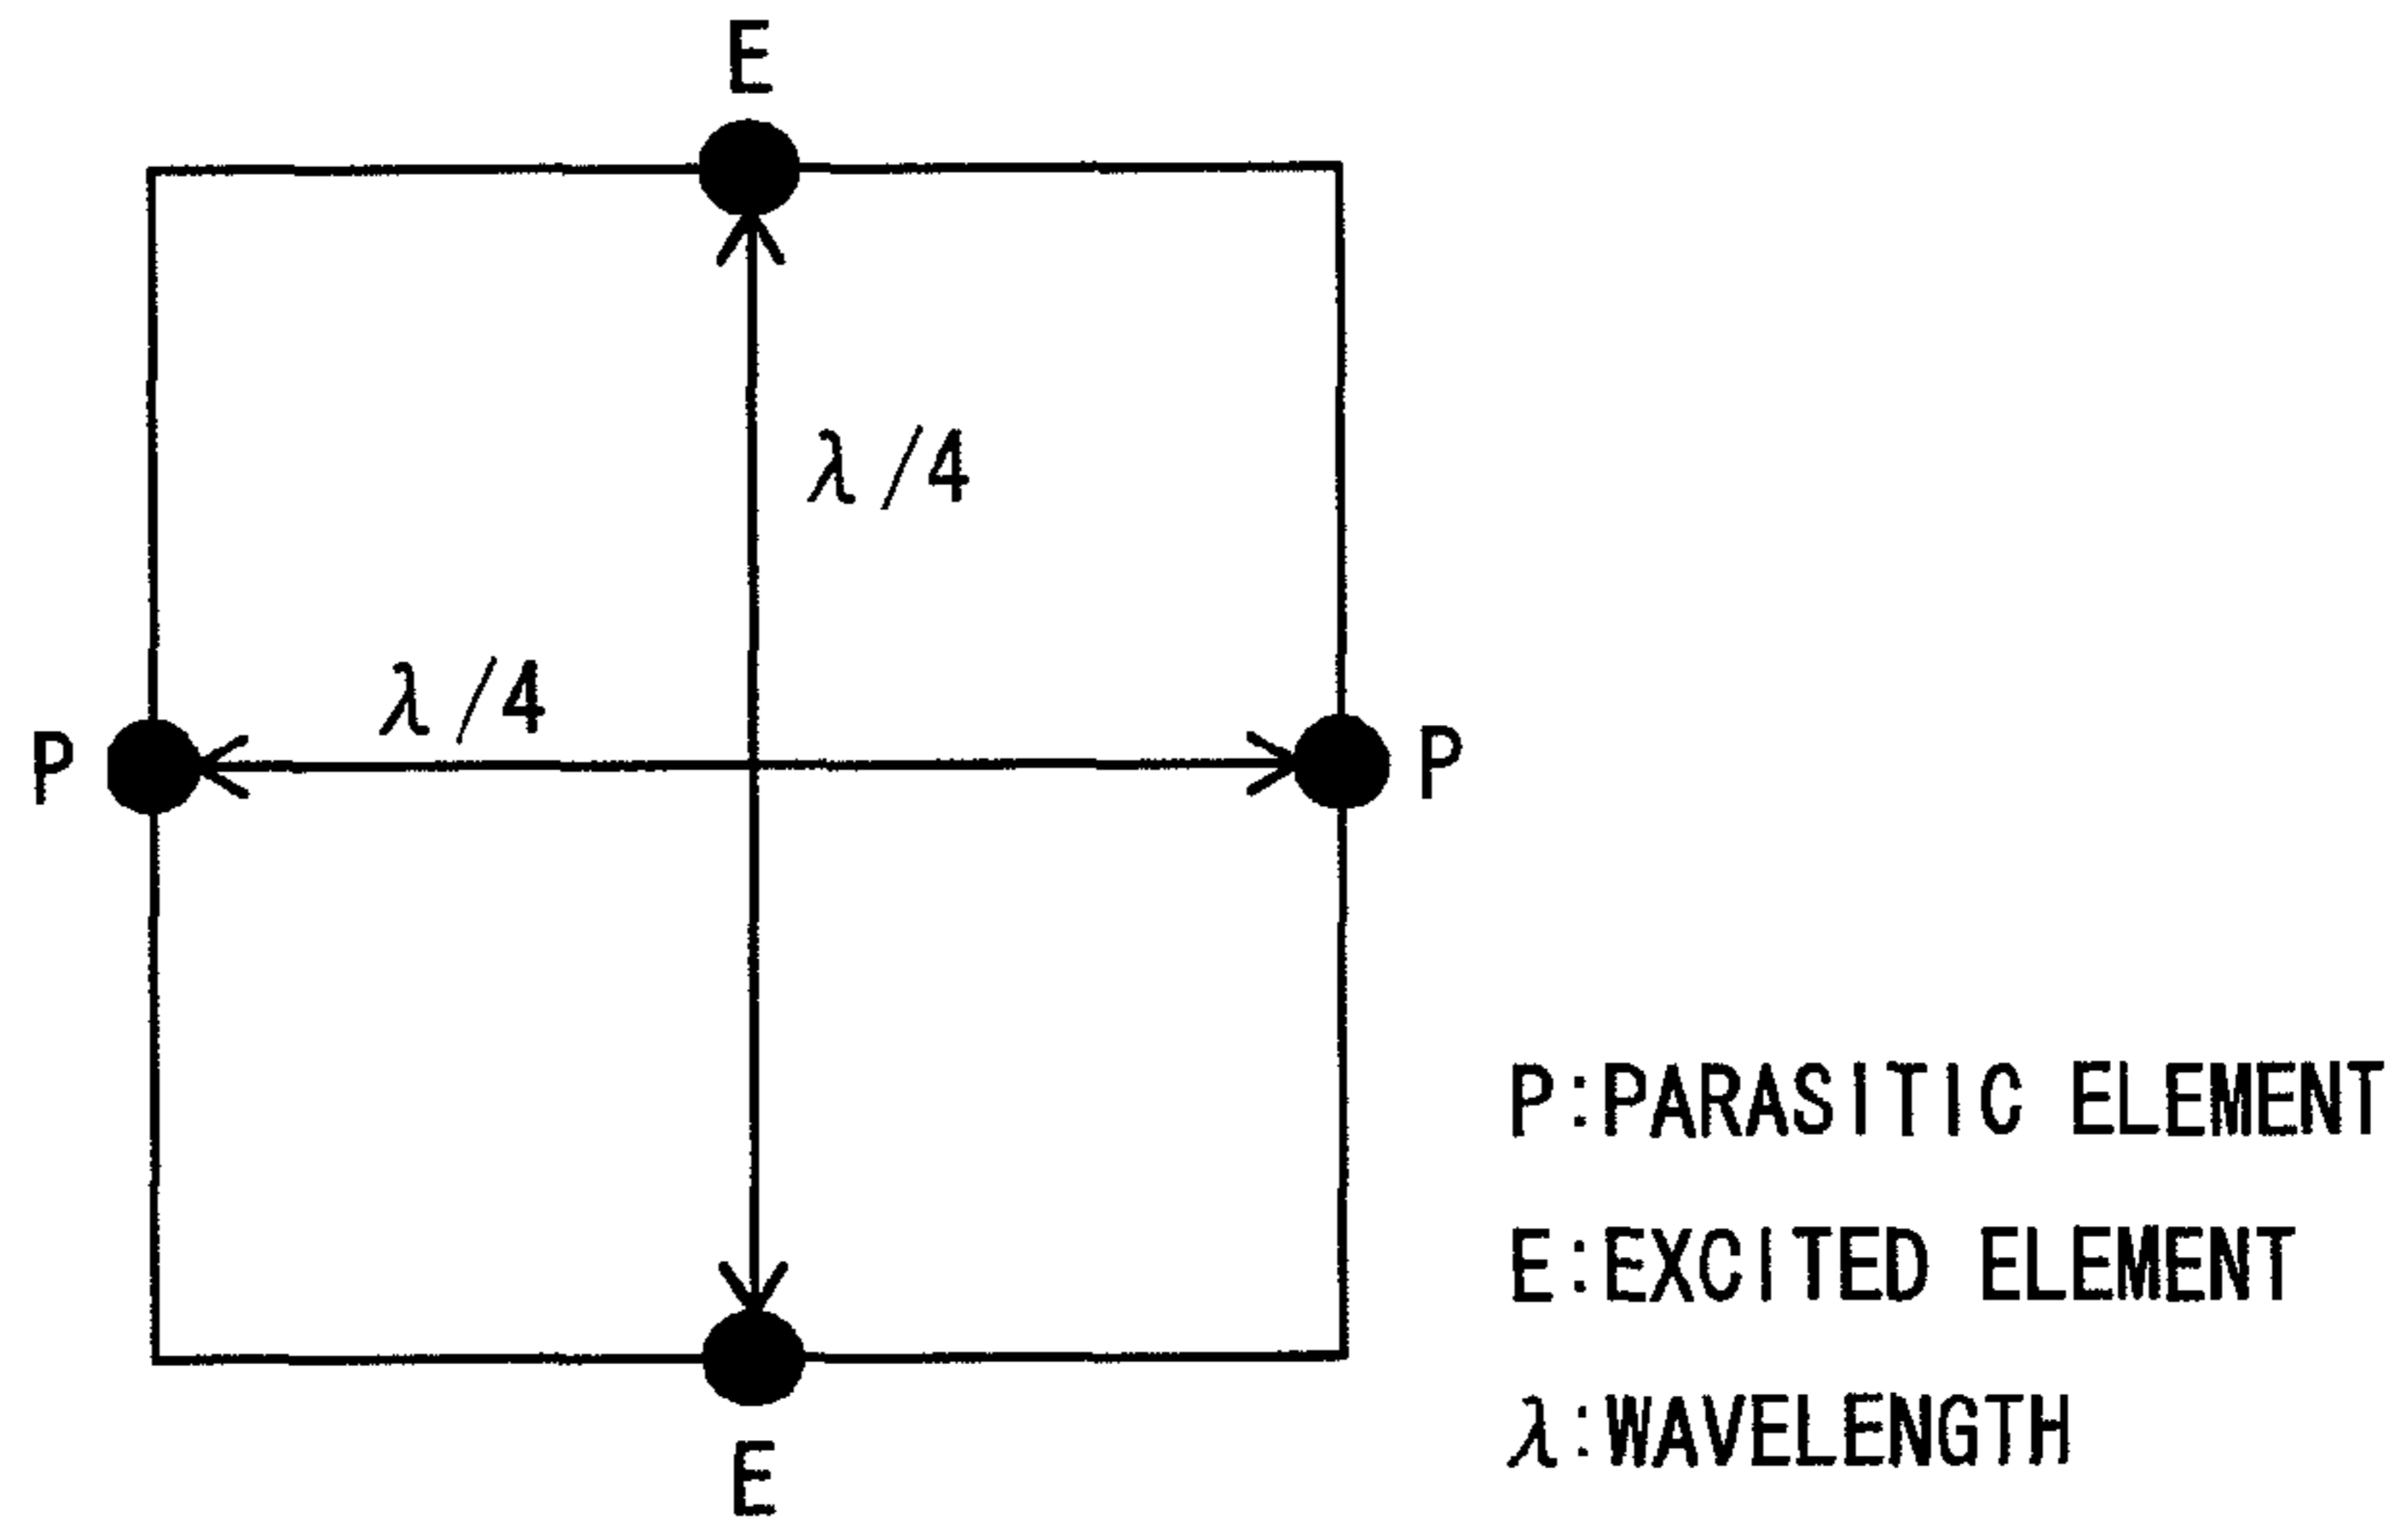 E
λ/4
λ/4
P
P
P:PARASITIC ELEMENT
E:EXCITED ELEMENT
λ:WAVELENGTH
E